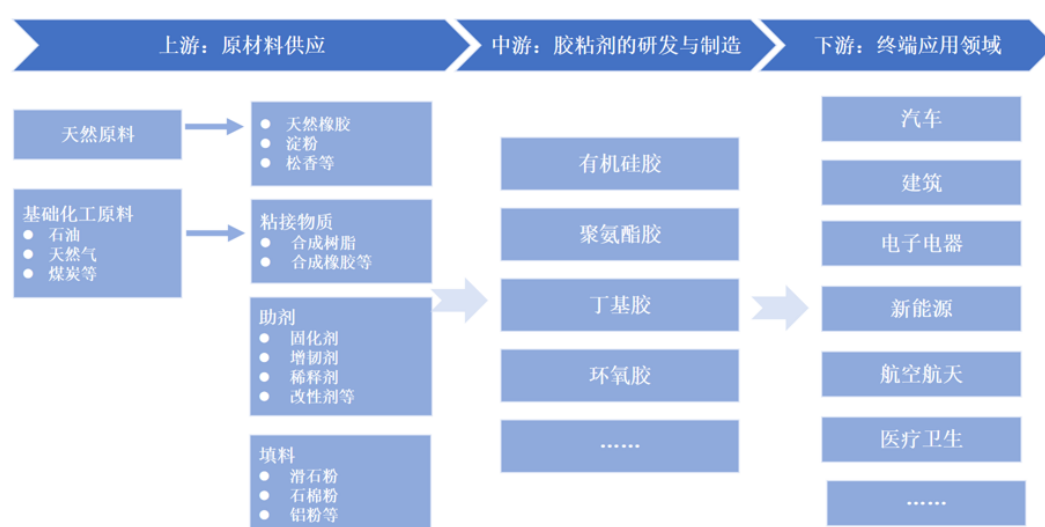 上游：原材料供应
中游：胶粘剂的研发与制造
下游：终端应用领域
天然原料
天然橡胶
淀粉
松香等
基础化工原料
石油
天然气
煤炭等
粘接物质
合成树脂
合成橡胶等
助剂
固化剂
增韧剂
稀释剂
改性剂等
填料
滑石粉
石棉粉
铝粉等
有机硅胶
聚氨酯胶
丁基胶
环氧胶
……
汽车
建筑
电子电器
新能源
航空航天
医疗卫生
……